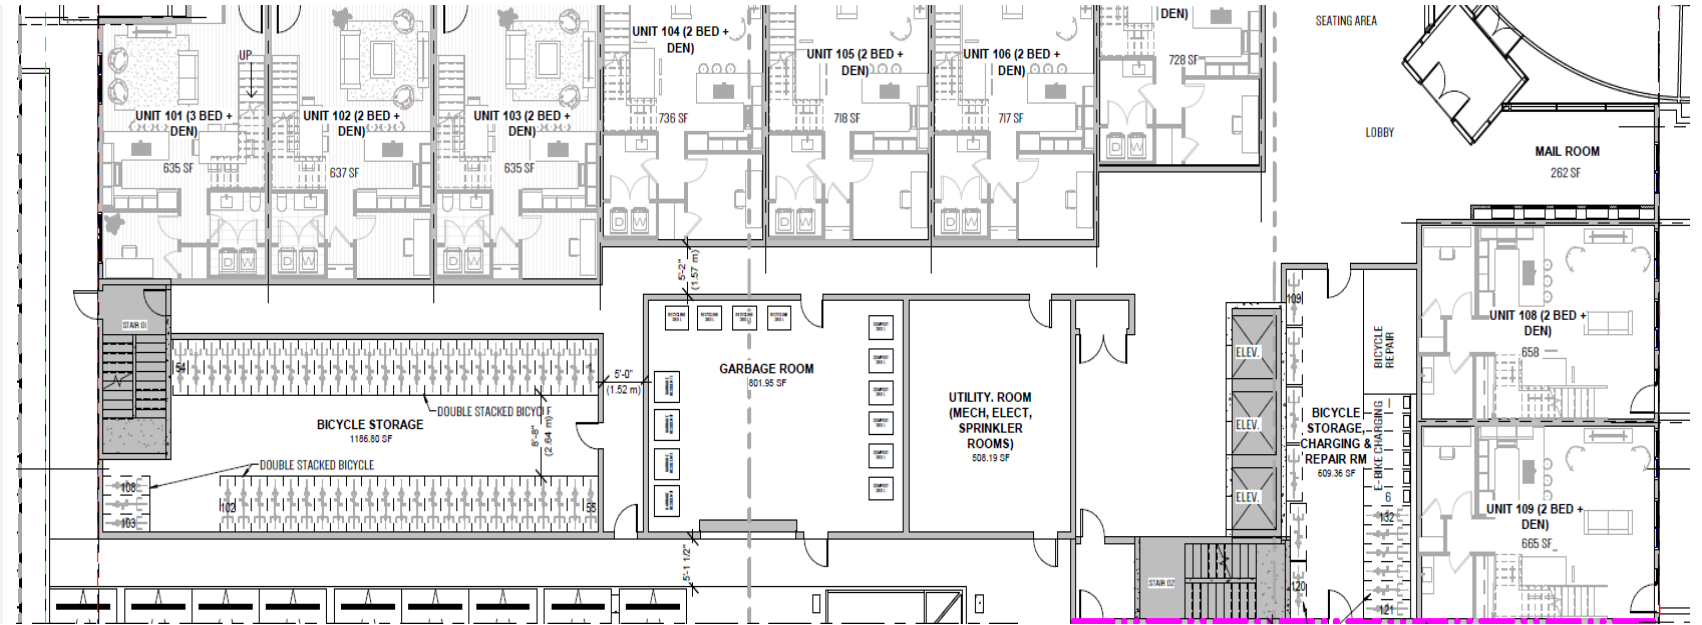 UNIT 101 (3 BED +
DEN)
635 SF
UP
UNIT 102 (2 BED +
DEN)
637 SF
UNIT 103 (2 BED +
DEN)
635 SF
UNIT 104 (2 BED +
DEN)
736 SF
UNIT 105 (2 BED +
DEN)
718 SF
UNIT 106 (2 BED +
DEN)
717 SF
DEN)
728 SF
SEATING AREA
LOBBY
MAIL ROOM
262 SF
D W
D W
D W
D W
D W
D W
D W
5'-2"
(1.57 m)
STAIR 01
54
1
5'-0"
(1.52 m)
DOUBLE STACKED BICYCLE
BICYCLE STORAGE
1186.80 SF
8'-8"
(2.64 m)
DOUBLE STACKED BICYCLE
108
103
102
55
GARBAGE ROOM
801.95 SF
UTILITY. ROOM
(MECH, ELECT,
SPRINKLER
ROOMS)
508.19 SF
5'-1 1/2"
ELEV.
ELEV.
ELEV.
STAIR 02
109
120
BICYCLE
REPAIR
BICYCLE
STORAGE,
CHARGING &
REPAIR RM
609.36 SF
E-BIKE CHARGING
1
6
132
121
UNIT 108 (2 BED +
DEN)
658
UNIT 109 (2 BED +
DEN)
665 SF